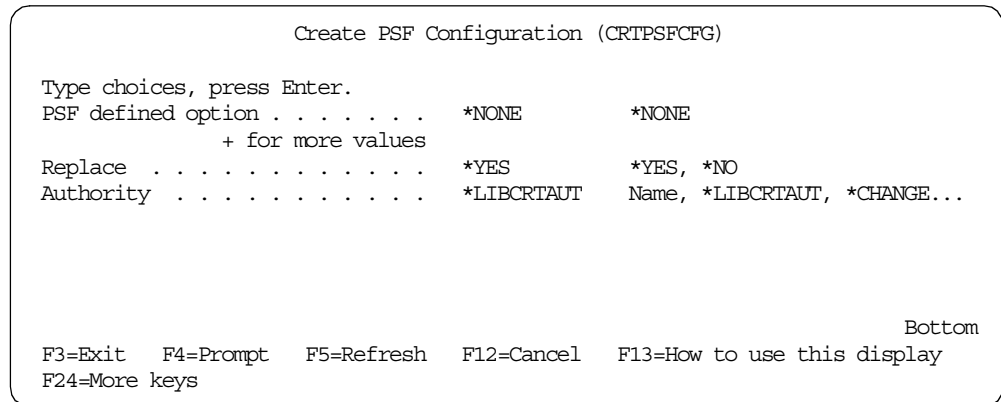 Create PSF Configuration (CRTPSFCFG)
Type choices, press Enter.
PSF defined option . . . . . . . *NONE *NONE
+ for more values
Replace . . . . . . . . . . . . *YES *YES, *NO
Authority . . . . . . . . . . . *LIBCRTAUT Name, *LIBCRTAUT, *CHANGE...
Bottom
F3=Exit F4=Prompt F5=Refresh F12=Cancel F13=How to use this display
F24=More keys